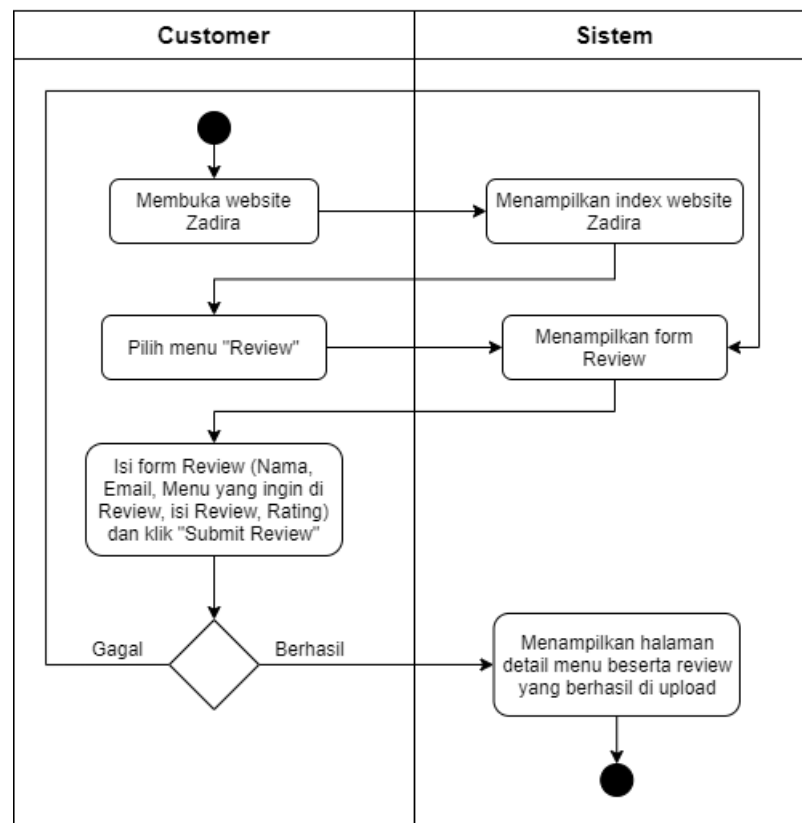 Customer
Sistem
Membuka website
Zadira
Menampilkan index website
Zadira
Pilih menu "Review"
Menampilkan form
Review
Isi form Review (Nama,
Email, Menu yang ingin di
Review, isi Review, Rating)
dan klik "Submit Review"
Gagal
Berhasil
Menampilkan halaman
detail menu beserta review
yang berhasil di upload